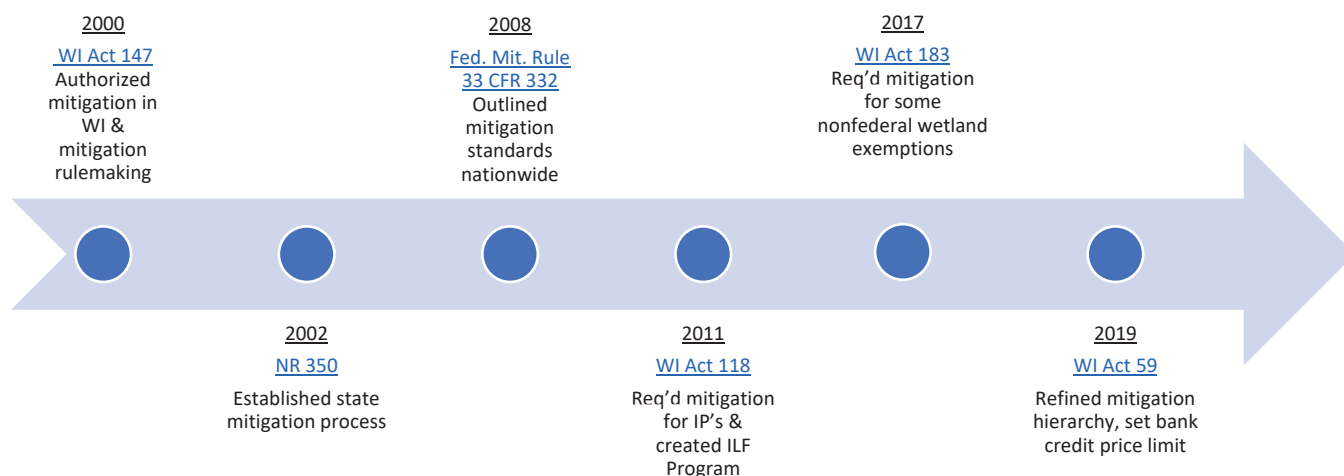 2000
WI Act 147
Authorized
mitigation in
WI &
mitigation
rulemaking
2008
Fed. Mit. Rule
33 CFR 332
Outlined
mitigation
standards
nationwide
2017
WI Act 183
Req'd mitigation
for some
nonfederal wetland
exemptions
2002
NR 350
Established state
mitigation process
2011
WI Act 118
Req'd mitigation
for IP's &
created ILF
Program
2019
WI Act 59
Refined mitigation
hierarchy, set bank
credit price limit